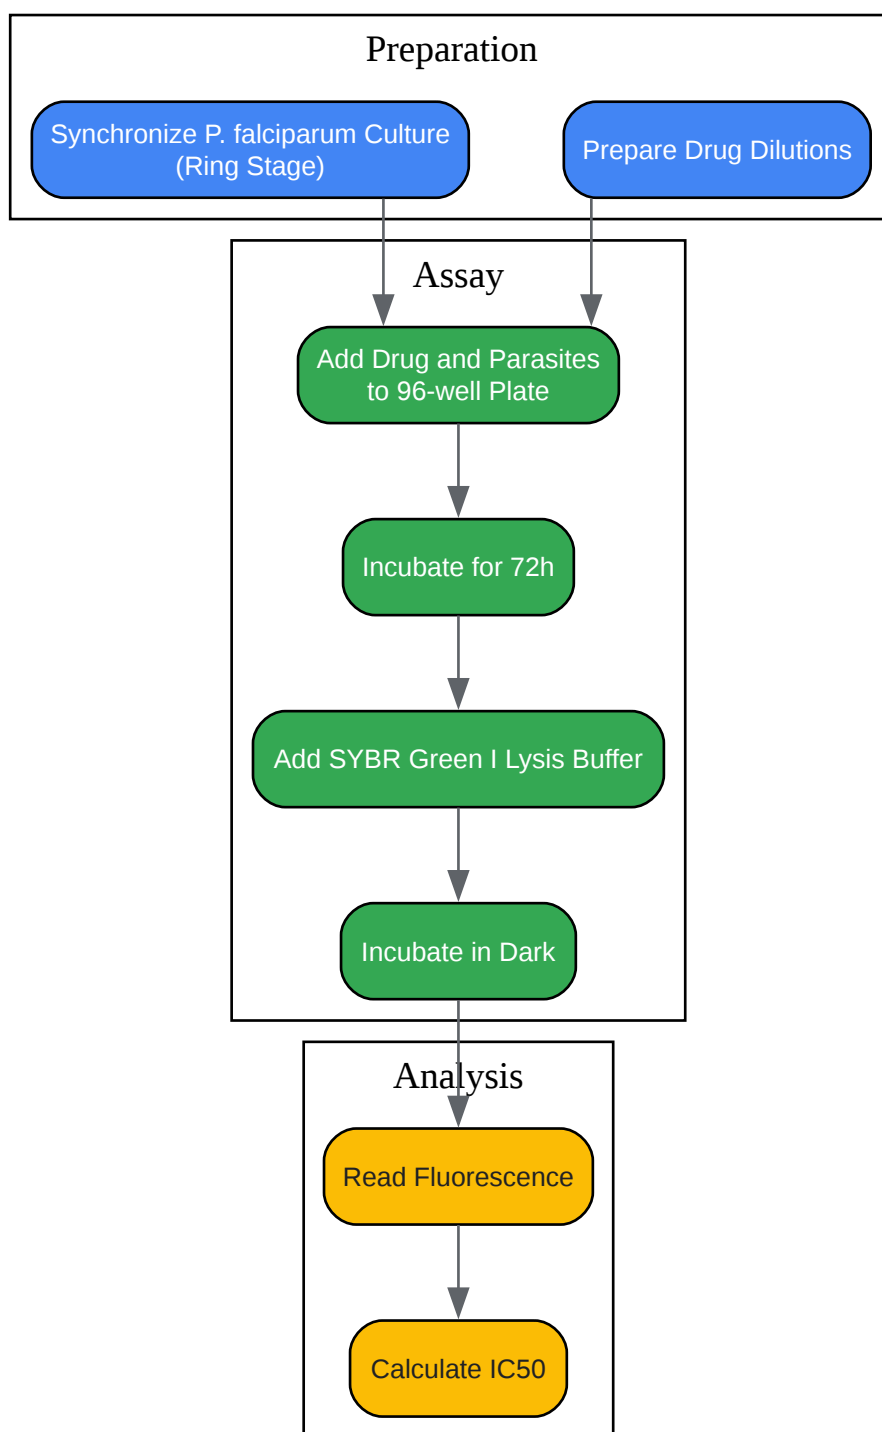 Preparation
Synchronize P. falciparum Culture
(Ring Stage)
Prepare Drug Dilutions
Assay
Add Drug and Parasites
to 96-well Plate
Incubate for 72h
Add SYBR Green I Lysis Buffer
Incubate in Dark
Analysis
Read Fluorescence
Calculate IC50